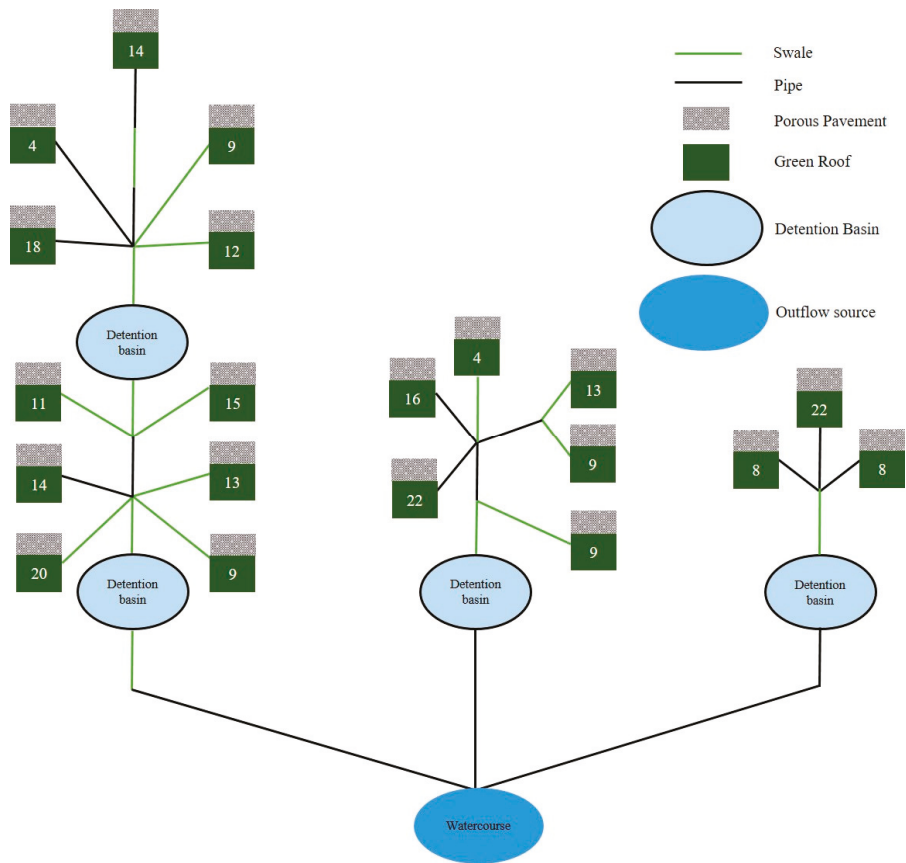 14
Swale
Pipe
Porous Pavement
4
9
Green Roof
18
12
Detention Basin
Outflow source
Detention
basin
4
11
15
16
13
22
14
13
22
9
8
8
20
9
9
Detention
basin
Detention
basin
Detention
basin
Watercourse